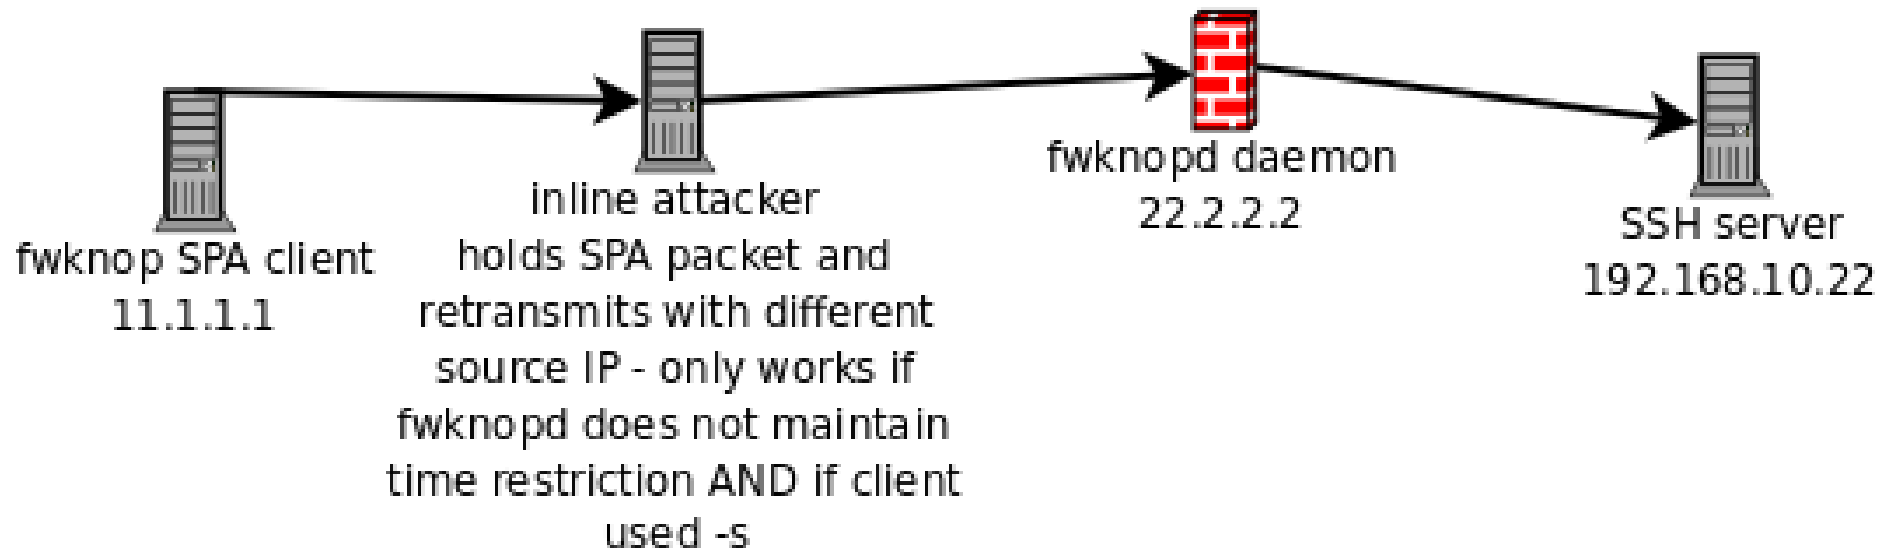 fwknop SPA client
11.1.1.1
inline attacker
holds SPA packet and
retransmits with different
source IP - only works if
fwknopd does not maintain
time restriction AND if client
used -s
fwknopd daemon
22.2.2.2
SSH server
192.168.10.22